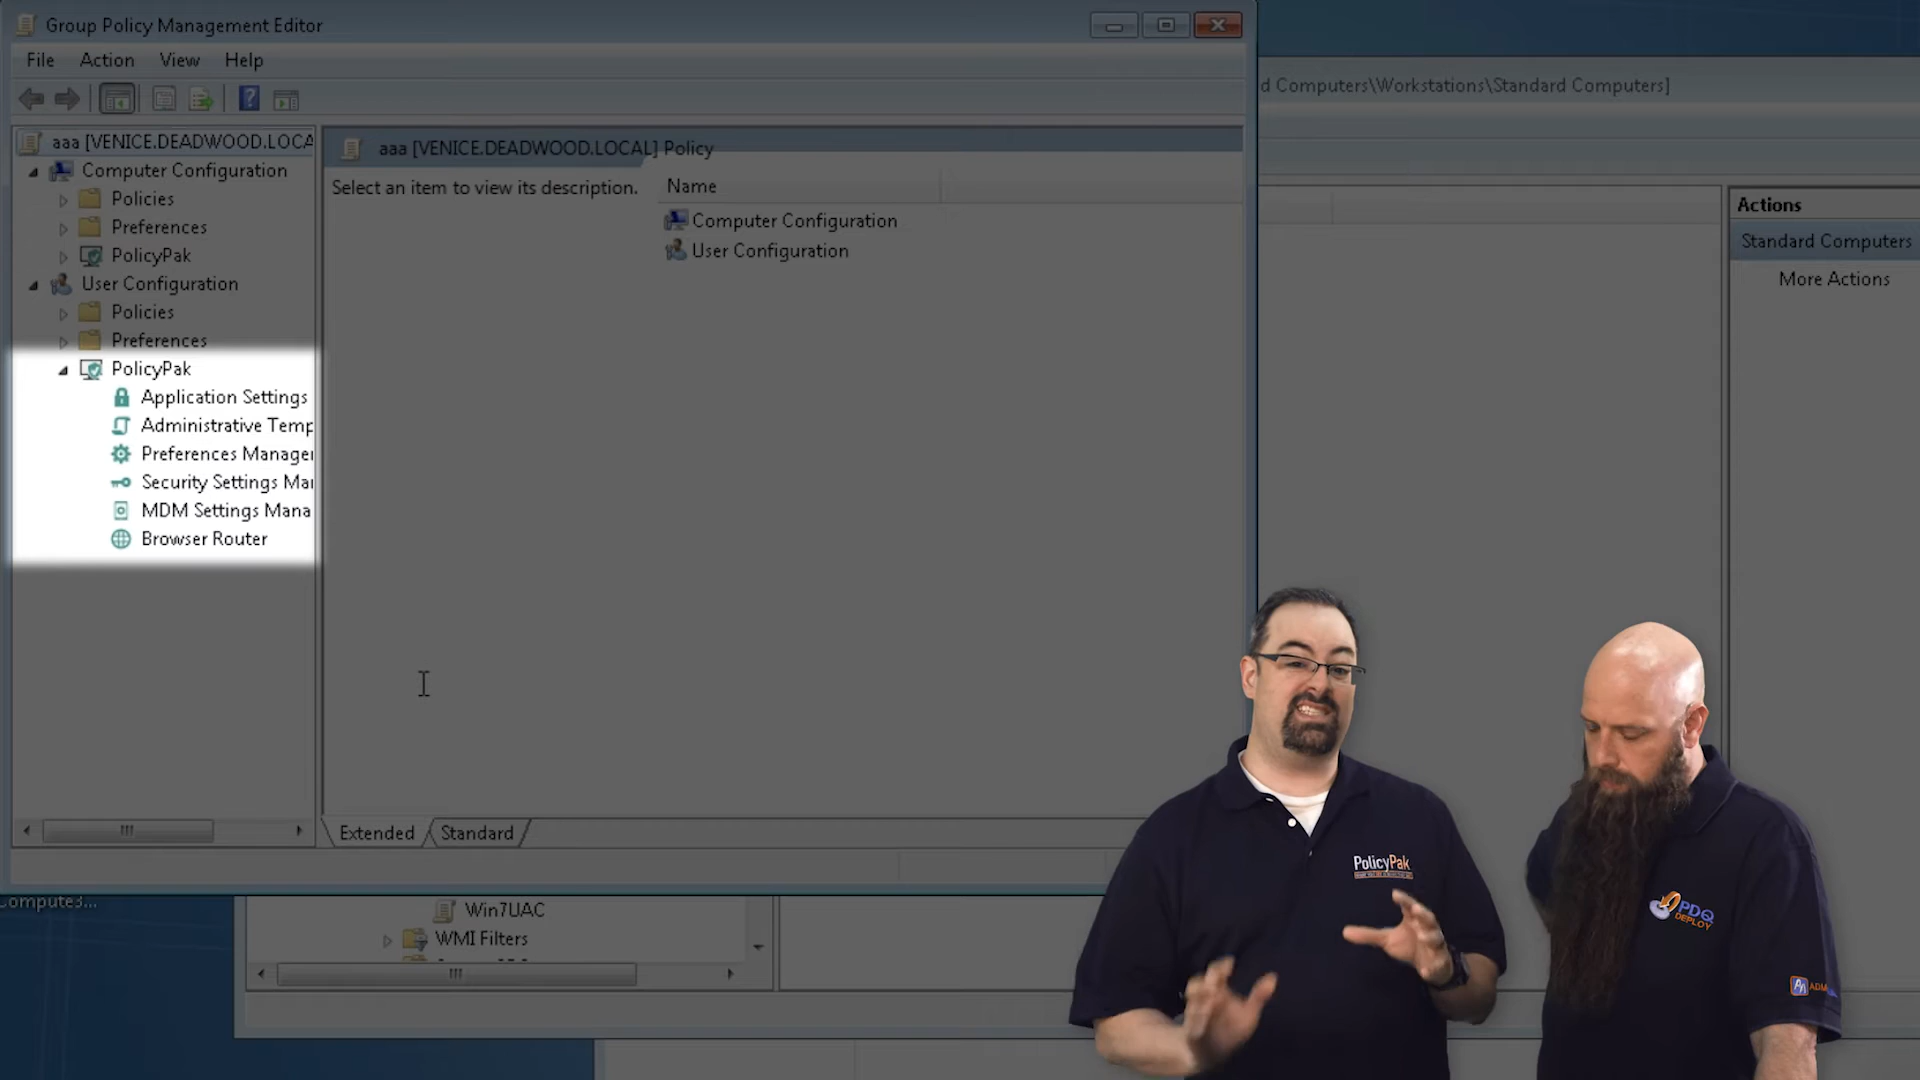 Group Policy Management Editor
File Action View Help
d Computers\Workstations\Standard Computers]
aaa [VENICE.DEADWOOD.LOCA
Computer Configuration
Policies
Preferences
PolicyPak
User Configuration
Policies
Preferences
PolicyPak
Application Settings
Administrative Temp
Preferences Manager
Security Settings Ma
MDM Settings Mana
Browser Router
aaa [VENICE.DEADWOOD.LOCAL] Policy
Select an item to view its description.
Name
Computer Configuration
User Configuration
Actions
Standard Computers
More Actions
Extended Standard
Compute3...
Win7UAC
WMI Filters
PolicyPak
PDQ
DEPLOY
ADM